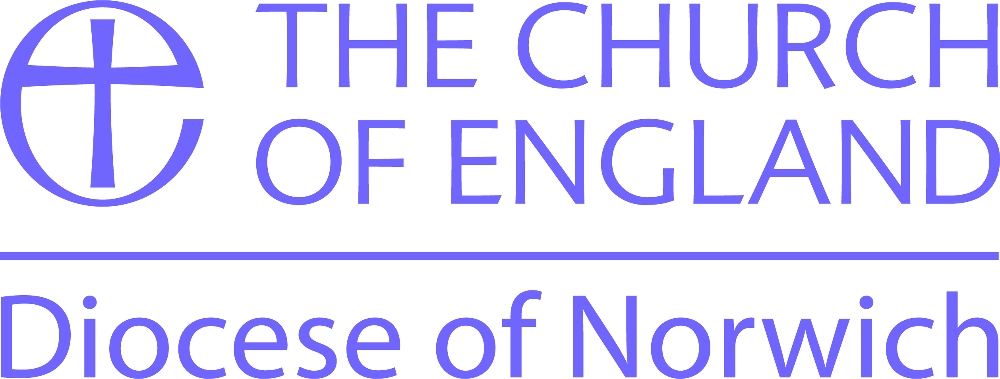 THE CHURCH
OF ENGLAND
Diocese of Norwich